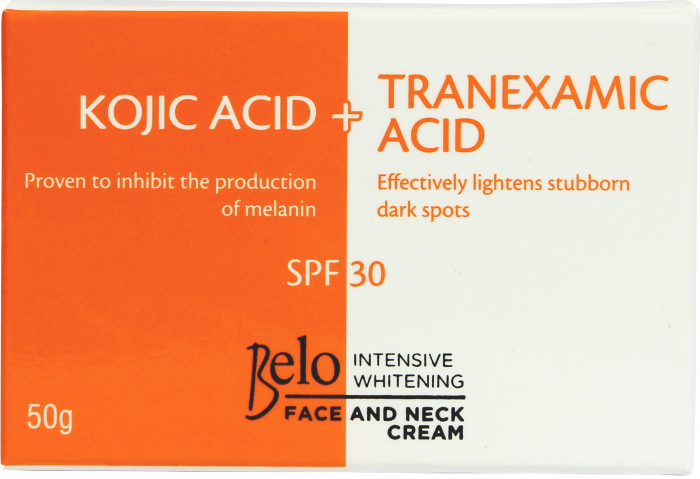 KOJIC ACID +
TRANEXAMIC
ACID
Proven to inhibit the production
of melanin
Effectively lightens stubborn
dark spots
SPF 30
Belo
INTENSIVE
WHITENING
FACE AND NECK
CREAM
50g